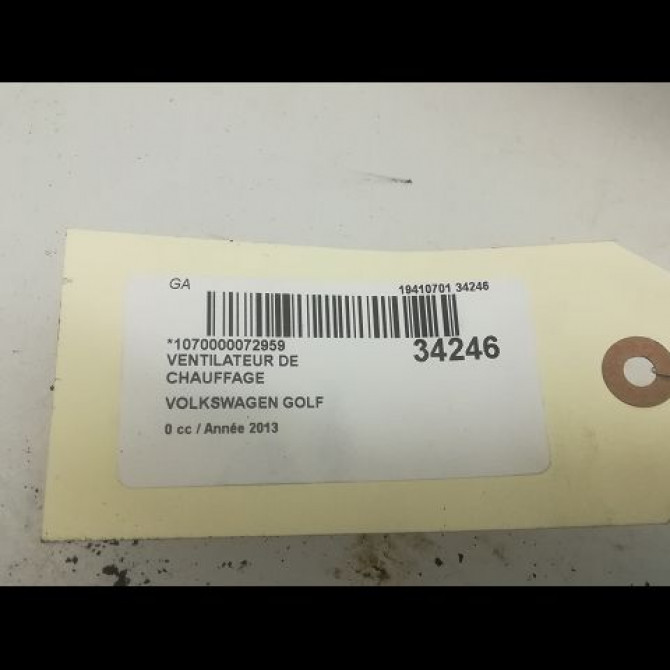 GA
19410701 34246
*1070000072959
34246
VENTILATEUR DE
CHAUFFAGE
VOLKSWAGEN GOLF
0 cc / Année 2013